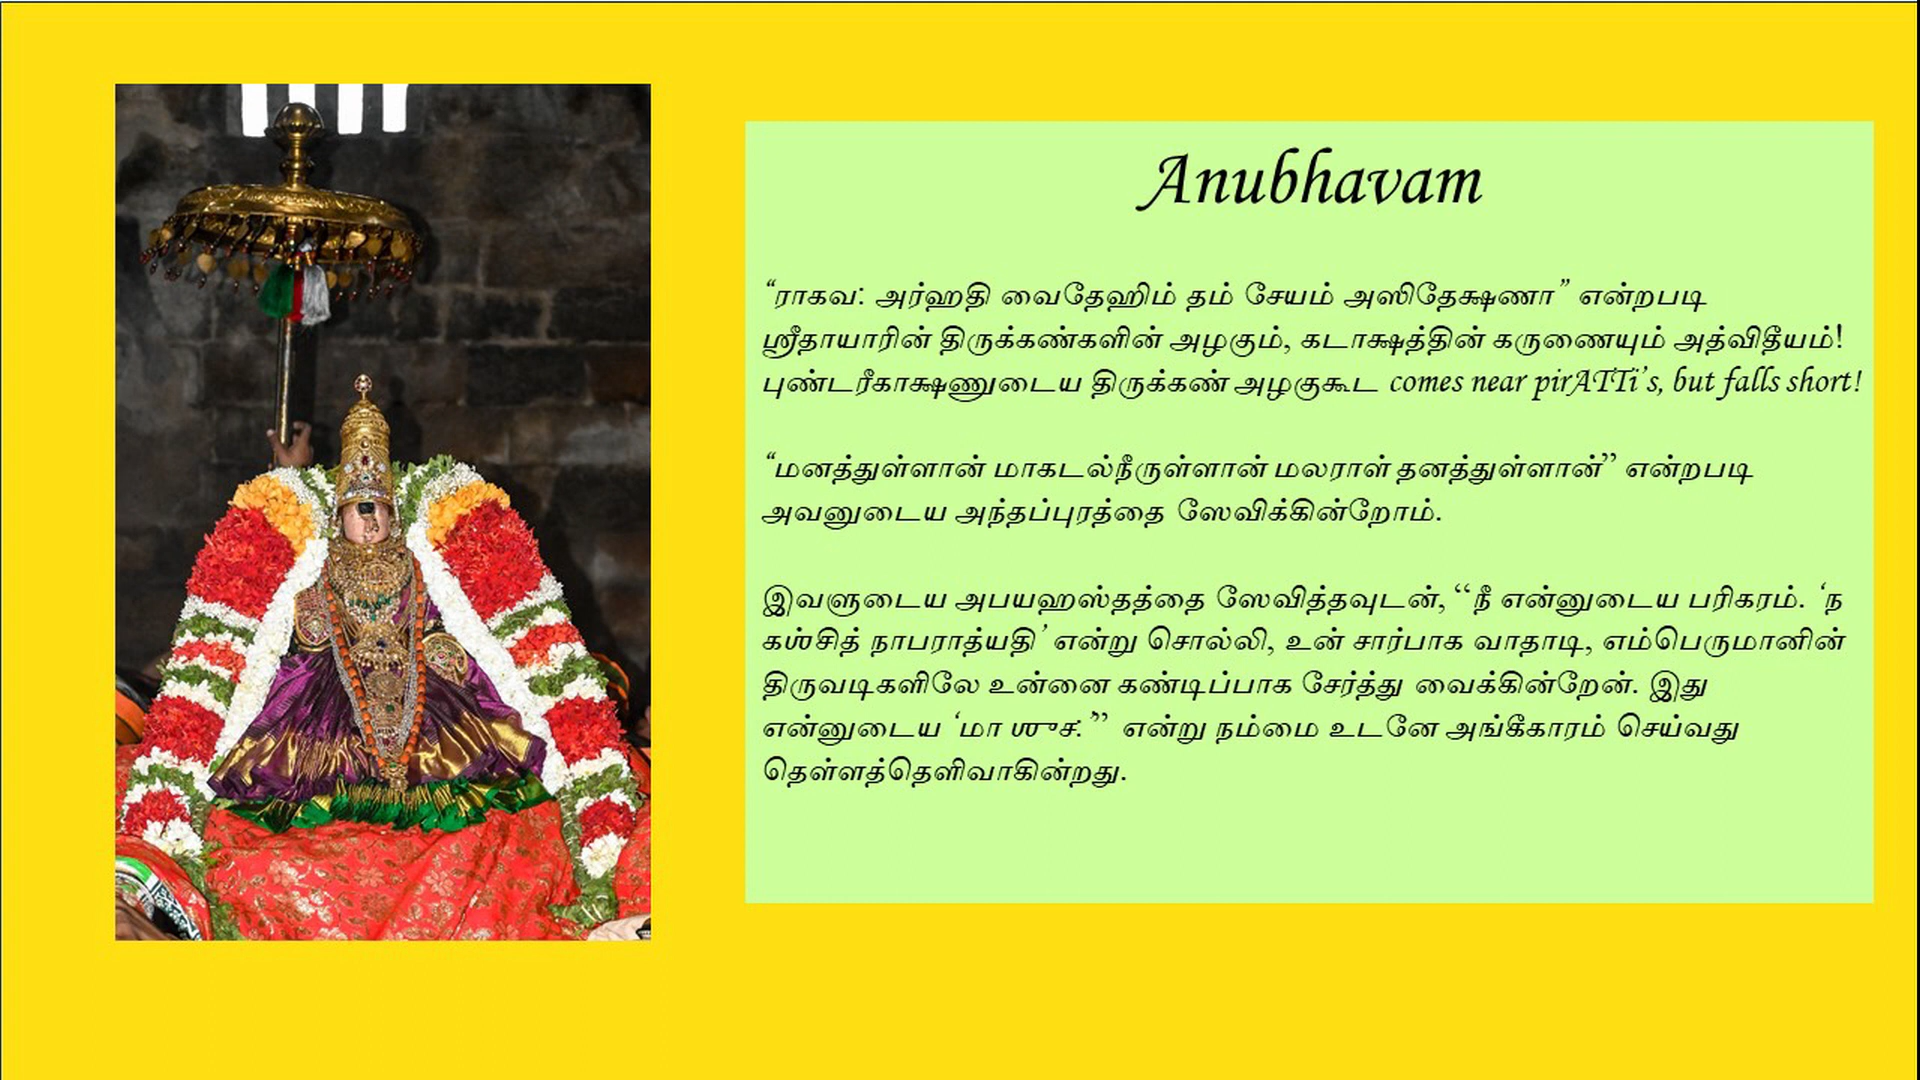 Anubhavam
“ராகவ: அர்ஹதி வைதேஹிம் தம் சேயம் அஸிதேக்ஷணா” என்றபடி
ஸ்ரீதாயாரின் திருக்கண்களின் அழகும், கடாக்ஷத்தின் கருணையும் அத்விதீயம்!
புண்டரீகாக்ஷணுடைய திருக்கண் அழகுகூட comes near pirATTi’s, but falls short!
“மனத்துள்ளான் மாகடல்நீருள்ளான் மலராள் தனத்துள்ளான்’’ என்றபடி
அவனுடைய அந்தப்புரத்தை ஸேவிக்கின்றோம்.
இவளுடைய அபயஹஸ்தத்தை ஸேவித்தவுடன், ‘‘நீ என்னுடைய பரிகரம். ‘ந
கஶ்சித் நாபராத்யதி’ என்று சொல்லி, உன் சார்பாக வாதாடி, எம்பெருமானின்
திருவடிகளிலே உன்னை கண்டிப்பாக சேர்த்து வைக்கின்றேன். இது
என்னுடைய ‘மா ஶுச:’’’ என்று நம்மை உடனே அங்கீகாரம் செய்வது
தெள்ளத்தெளிவாகின்றது.